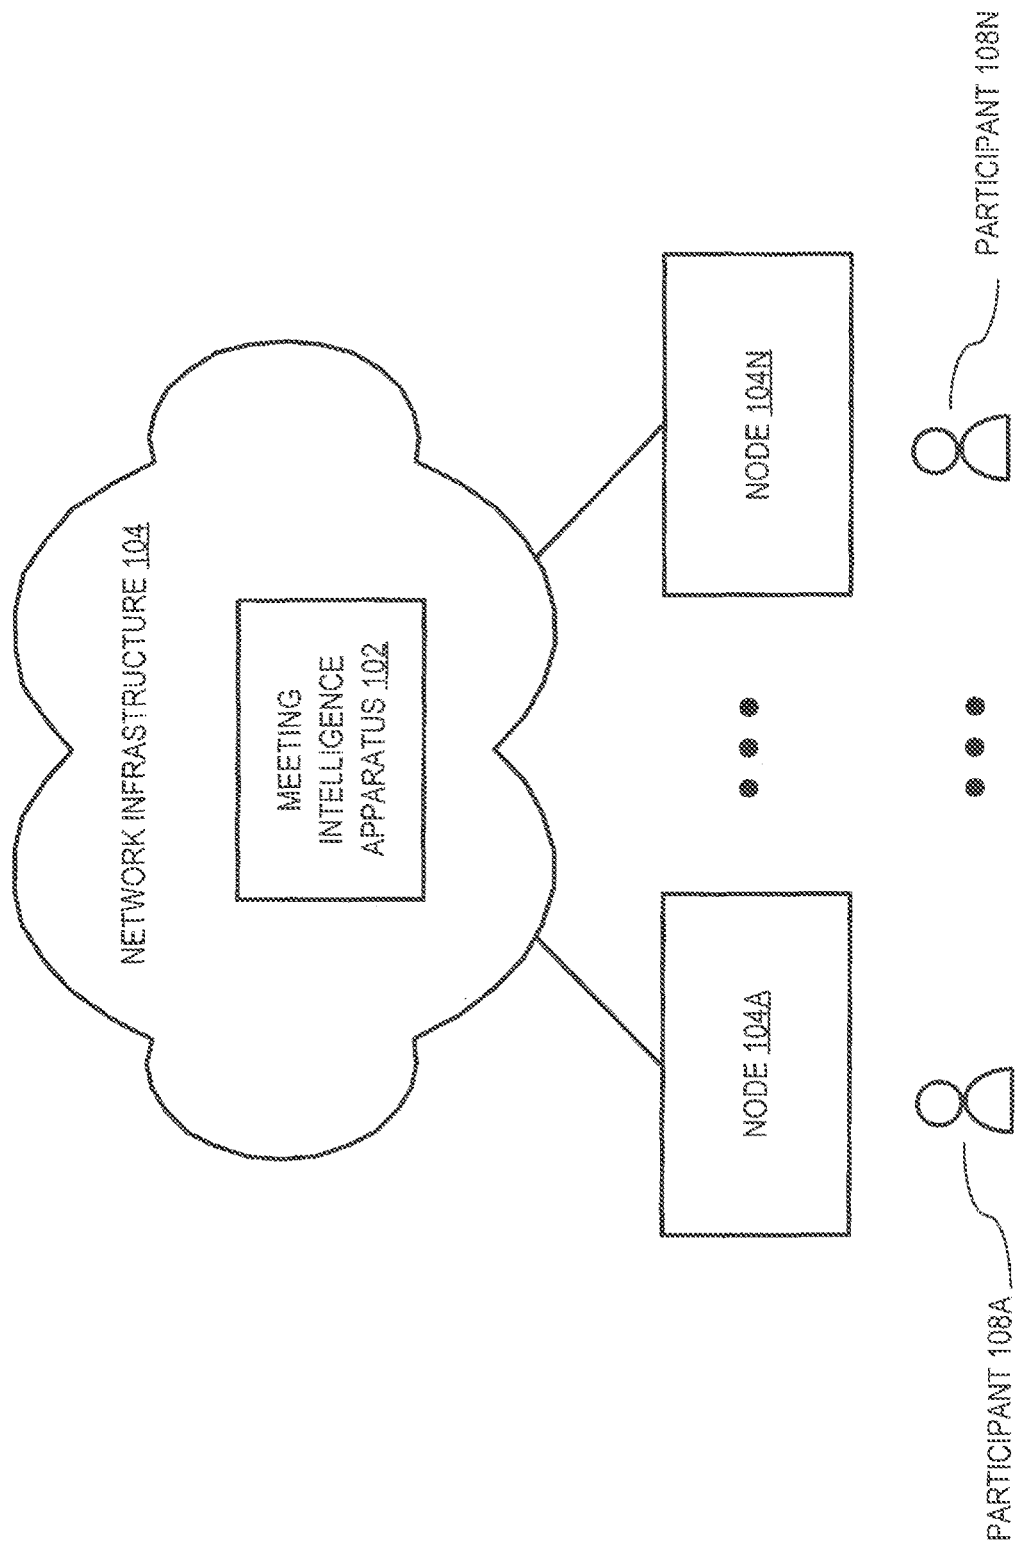 NETWORK INFRASTRUCTURE 104
MEETING
INTELLIGENCE
APPARATUS 102
NODE 104A
NODE 104N
PARTICIPANT 108A
PARTICIPANT 108N